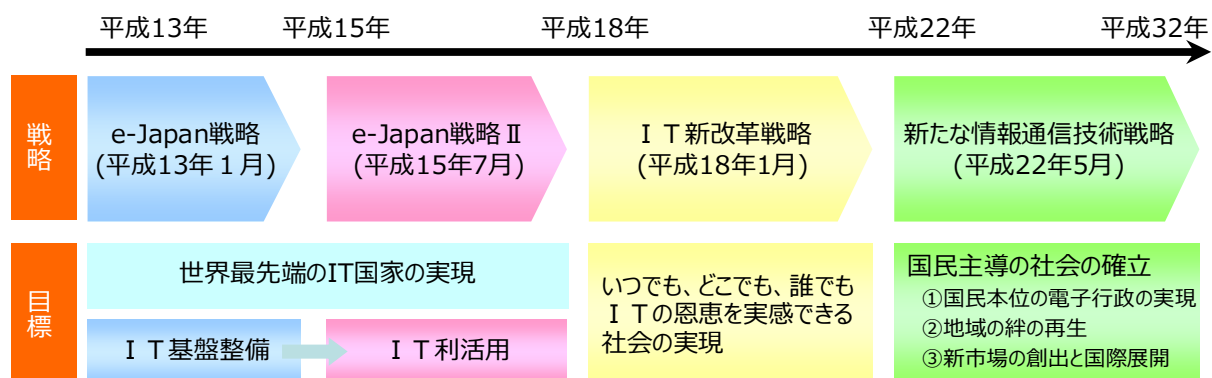 平成13年
平成15年
平成18年
平成22年
平成32年
戦略
e-Japan戦略
(平成13年１月)
e-Japan戦略Ⅱ
(平成15年7月)
ＩＴ新改革戦略
(平成18年1月)
新たな情報通信技術戦略
(平成22年5月)
目標
世界最先端のIT国家の実現
ＩＴ基盤整備
ＩＴ利活用
いつでも、どこでも、誰でも
ＩＴの恩恵を実感できる
社会の実現
国民主導の社会の確立
①国民本位の電子行政の実現
②地域の絆の再生
③新市場の創出と国際展開